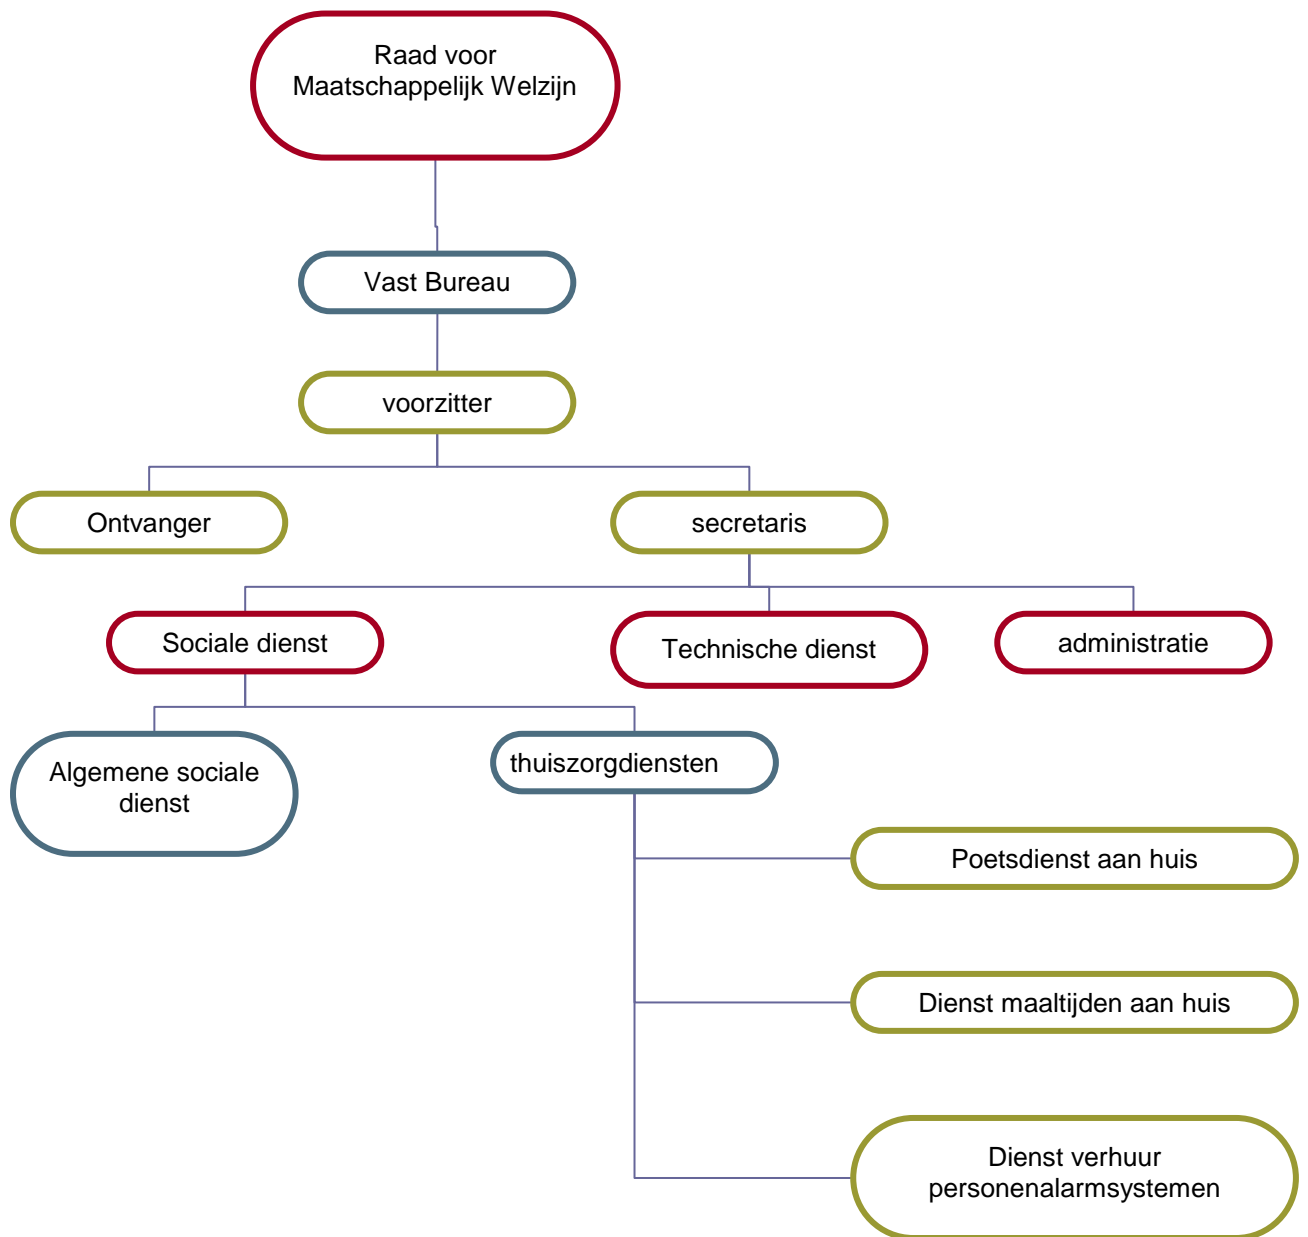 Raad voor
Maatschappelijk Welzijn
Vast Bureau
voorzitter
Ontvanger
secretaris
Sociale dienst
Technische dienst
administratie
Algemene sociale
dienst
thuiszorgdiensten
Poetsdienst aan huis
Dienst maaltijden aan huis
Dienst verhuur
personenalarmsystemen